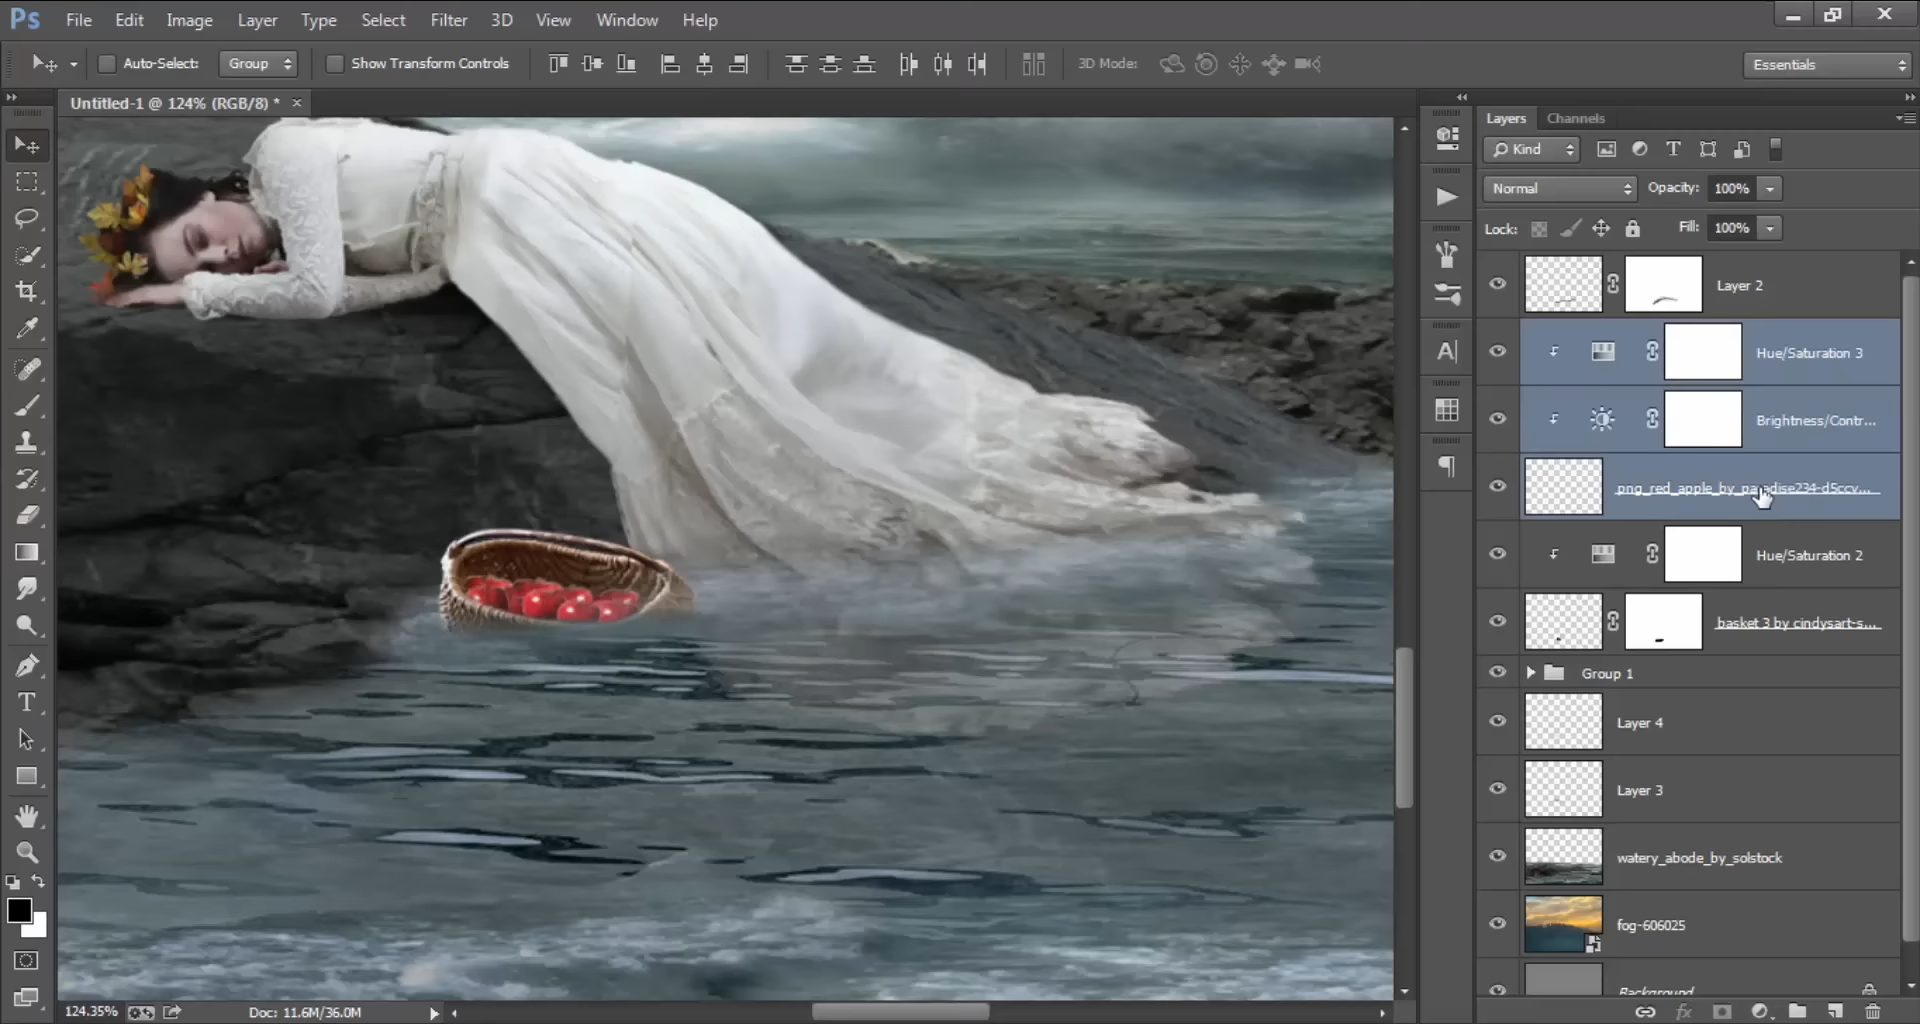 Ps File Edit Image Layer Type Select Filter 3D View Window Help
Auto-Select: Group Show Transform Controls 3D Mode: Essentials
Untitled-1 @ 124% (RGB/8) * ×
Layers Channels
Kind
Normal Opacity: 100%
Lock: Fill: 100%
Layer 2
Hue/Saturation 3
Brightness/Contr...
png_red_apple_by_paradise234-d5ccv...
Hue/Saturation 2
basket 3 by cindysart-s...
Group 1
Layer 4
Layer 3
watery_abode_by_solstock
fog-606025
Background
124.35% Doc: 11.6M/36.0M